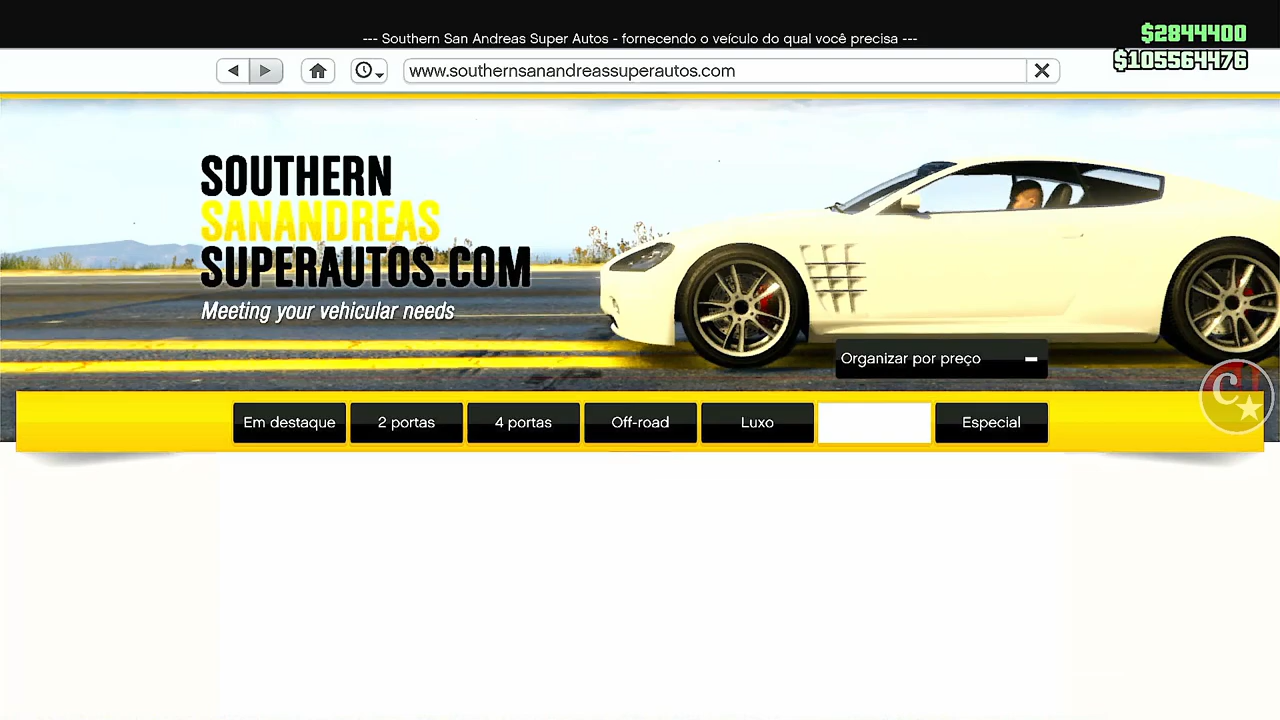 --- Southern San Andreas Super Autos - fornecendo o veículo do qual você precisa ---
$2844400
$105564476
www.southernsanandreassuperautos.com
SOUTHERN
SANANDREAS
SUPERAUTOS.COM
Meeting your vehicular needs
Organizar por preço
Em destaque
2 portas
4 portas
Off-road
Luxo
Especial
C